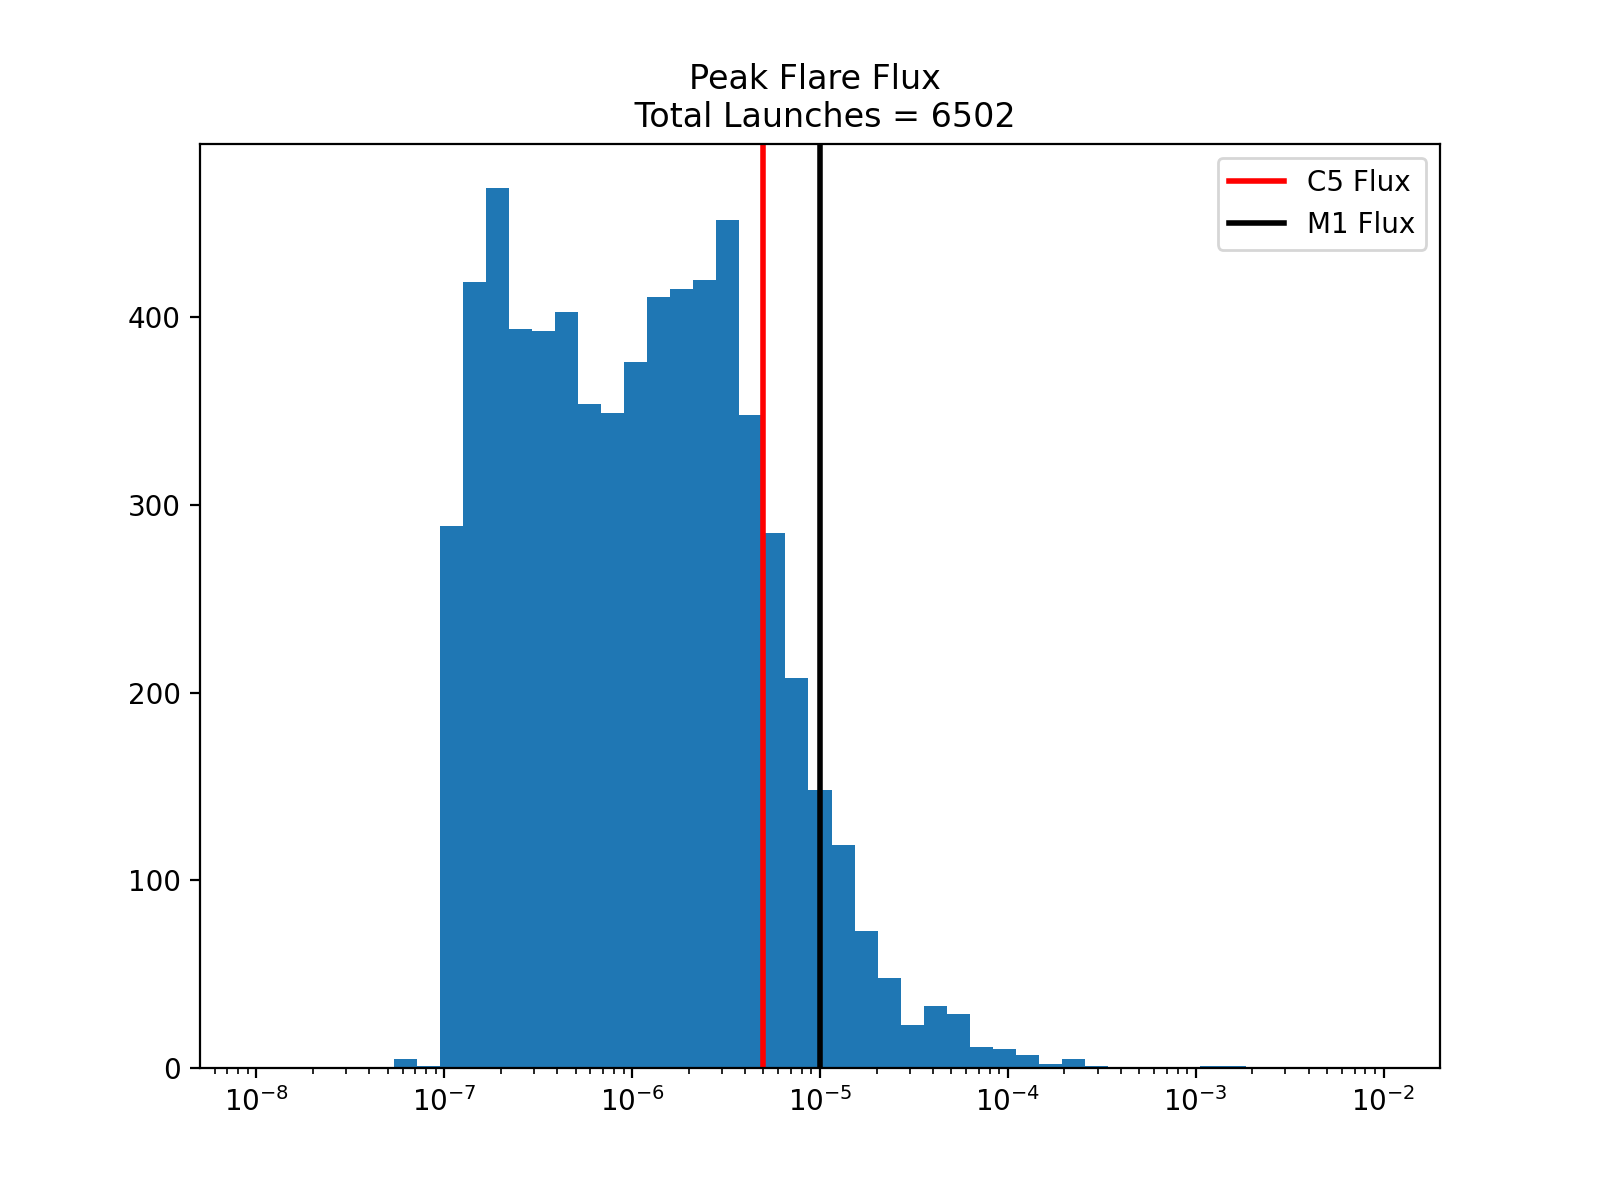 Peak Flare Flux
Total Launches = 6502
C5 Flux
M1 Flux
400
300
200
100
0
10⁻⁸ 10⁻⁷ 10⁻⁶ 10⁻⁵ 10⁻⁴ 10⁻³ 10⁻²